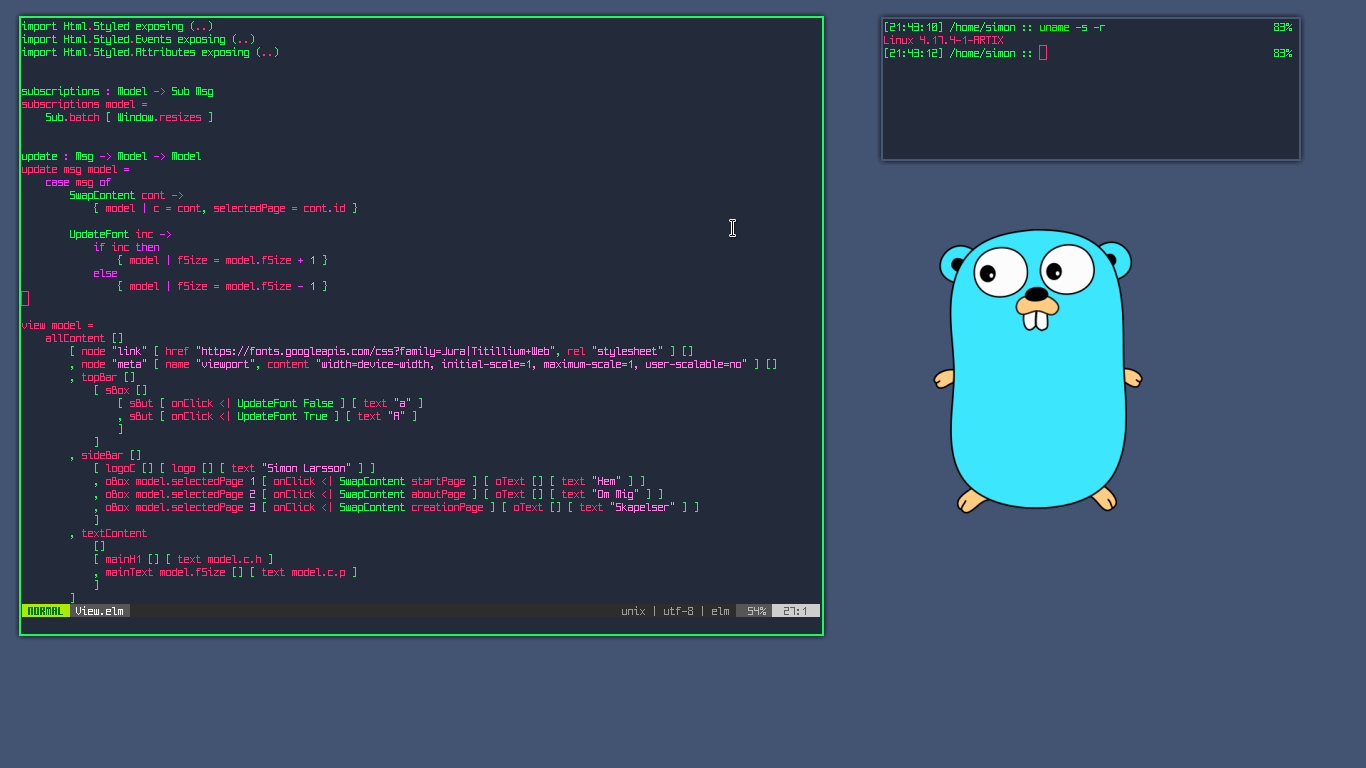 import Html.Styled exposing (..)
import Html.Styled.Events exposing (..)
import Html.Styled.Attributes exposing (..)
subscriptions : Model -> Sub Msg
subscriptions model =
    Sub.batch [ Window.resizes ]
update : Msg -> Model -> Model
update msg model =
    case msg of
        SwapContent cont ->
            { model | c = cont, selectedPage = cont.id }
        UpdateFont inc ->
            if inc then
                { model | fSize = model.fSize + 1 }
            else
                { model | fSize = model.fSize - 1 }
view model =
    allContent []
        [ node "link" [ href "https://fonts.googleapis.com/css?family=Jura|Titillium+Web", rel "stylesheet" ] []
        , node "meta" [ name "viewport", content "width=device-width, initial-scale=1, maximum-scale=1, user-scalable=no" ] []
        , topBar []
            [ sBox []
                [ sBut [ onClick <| UpdateFont False ] [ text "a" ]
                , sBut [ onClick <| UpdateFont True ] [ text "A" ]
                ]
            ]
        , sideBar []
            [ logoC [] [ logo [] [ text "Simon Larsson" ] ]
            , oBox model.selectedPage 1 [ onClick <| SwapContent startPage ] [ oText [] [ text "Hem" ] ]
            , oBox model.selectedPage 2 [ onClick <| SwapContent aboutPage ] [ oText [] [ text "Om Mig" ] ]
            , oBox model.selectedPage 3 [ onClick <| SwapContent creationPage ] [ oText [] [ text "Skapelser" ] ]
            ]
        , textContent
            []
            [ mainH1 [] [ text model.c.h ]
            , mainText model.fSize [] [ text model.c.p ]
            ]
        ]
NORMAL View.elm unix | utf-8 | elm 54% 27:1
[21:43:10] /home/simon :: uname -s -r 83%
Linux 4.17.4-1-ARTIX
[21:43:12] /home/simon :: 83%